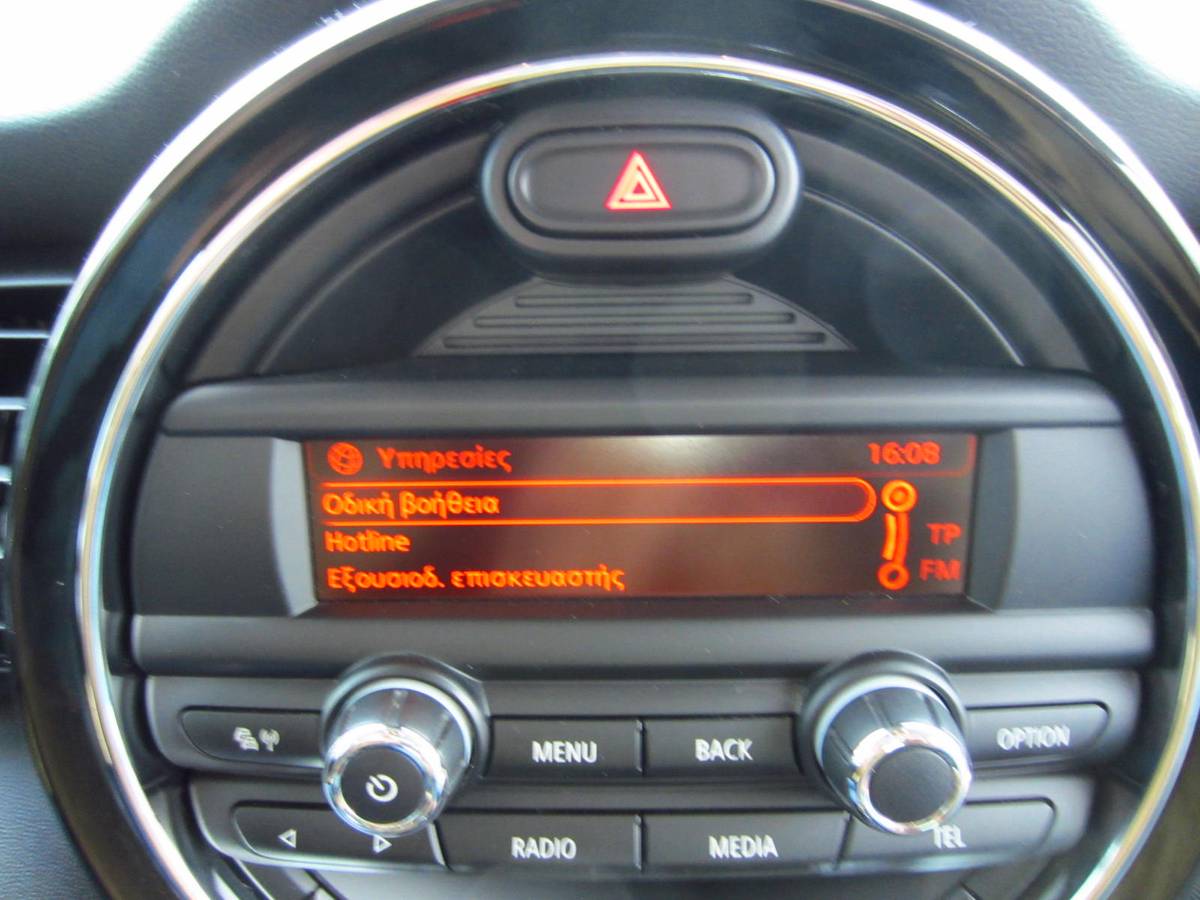 Υπηρεσίες 16:08
Οδική βοήθεια
Hotline TP
Εξουσιοδ. επισκευαστής FM
MENU BACK OPTION
RADIO MEDIA TEL